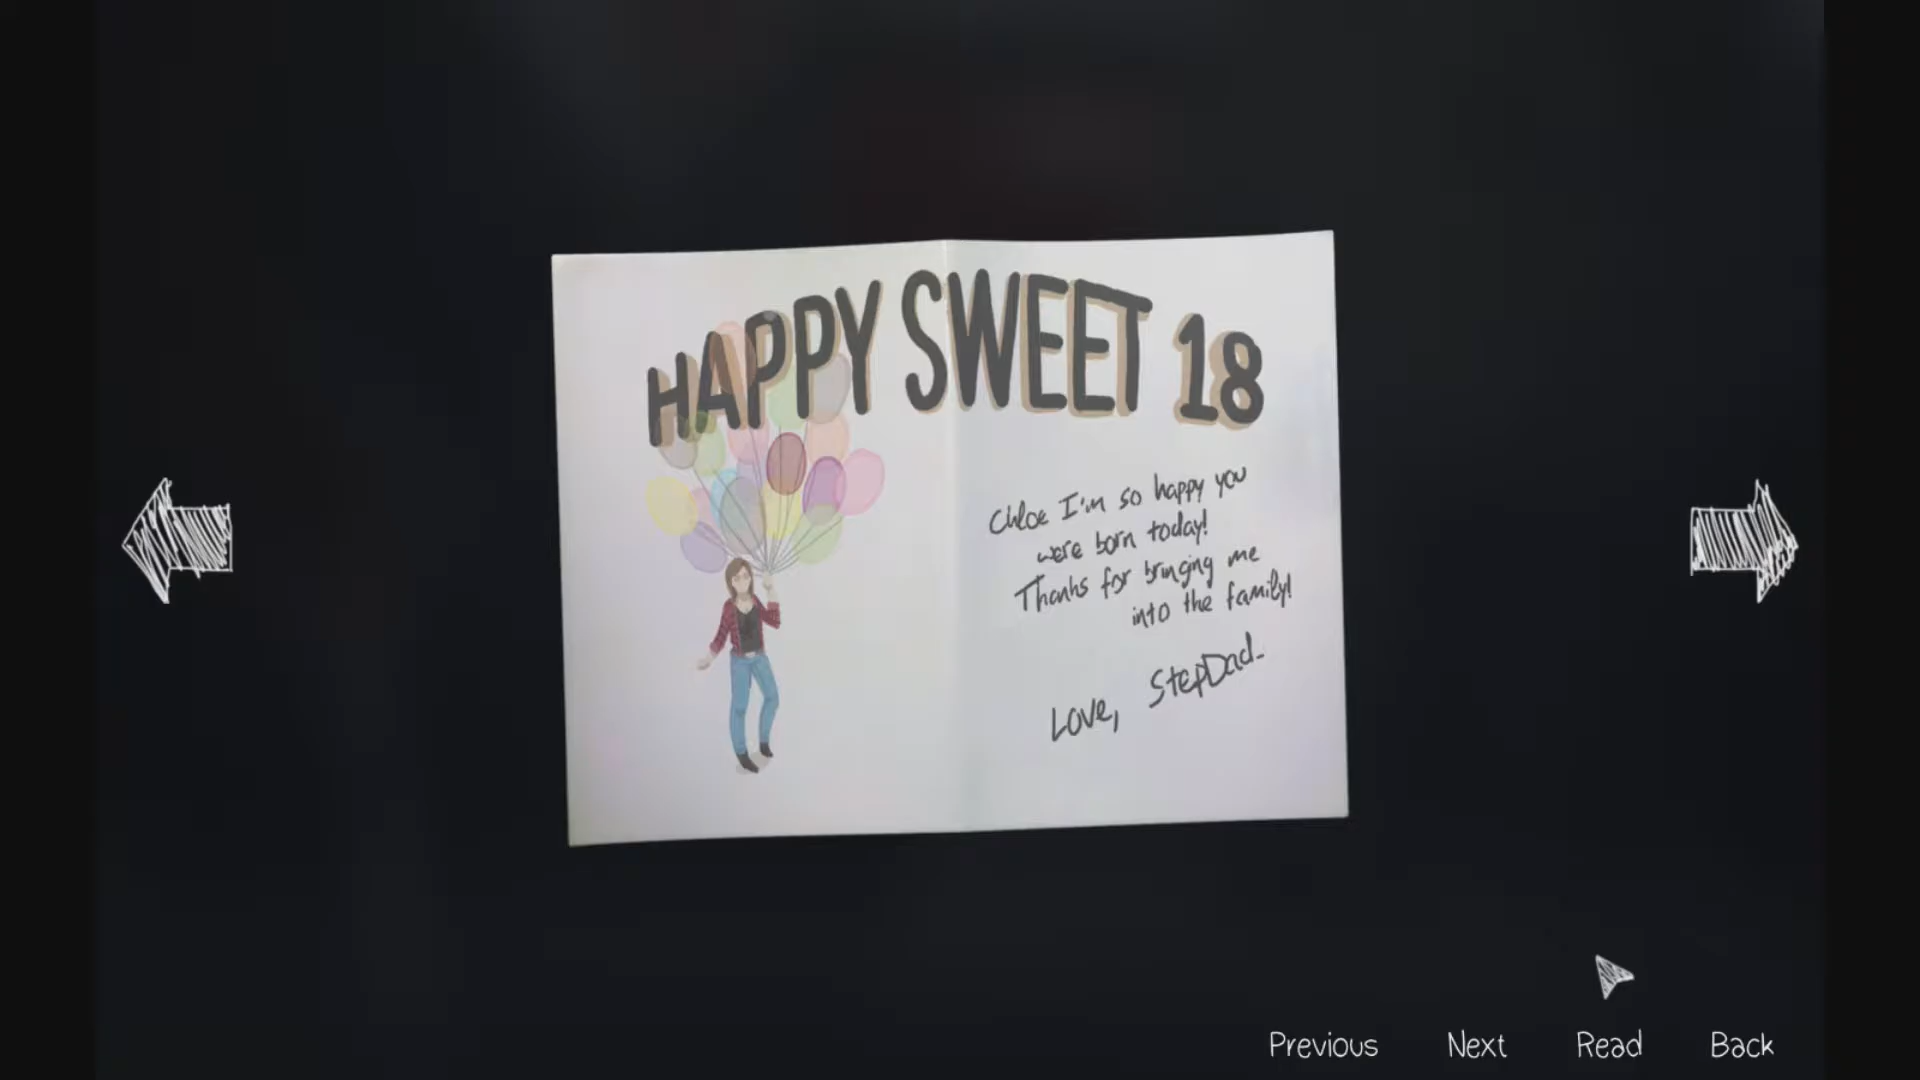 HAPPY SWEET 18
Chloe I'm so happy you
were born today!
Thanks for bringing me
into the family!
Love, StepDad-
Previous Next Read Back